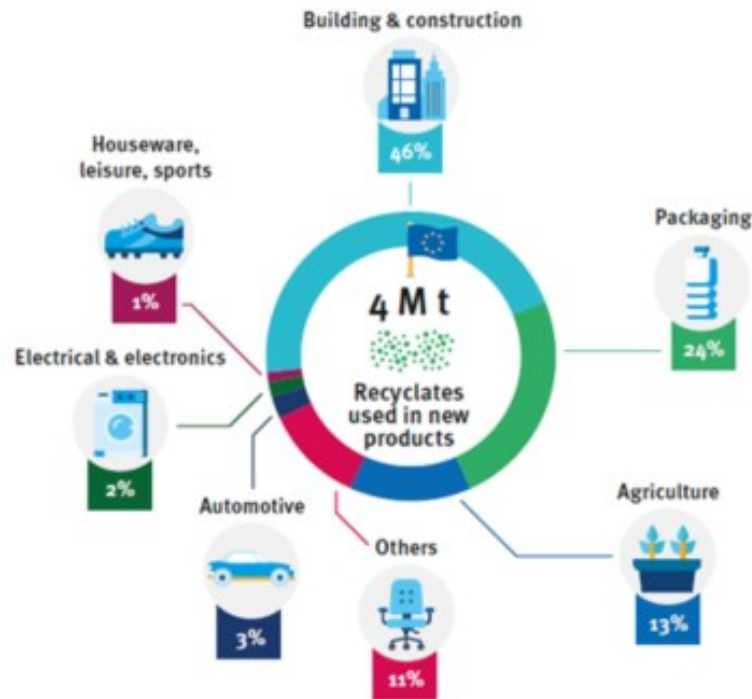 Building & construction
46%
Houseware,
leisure, sports
1%
Packaging
24%
4 Mt
Recyclates
used in new
products
Electrical & electronics
2%
Automotive
3%
Others
11%
Agriculture
13%